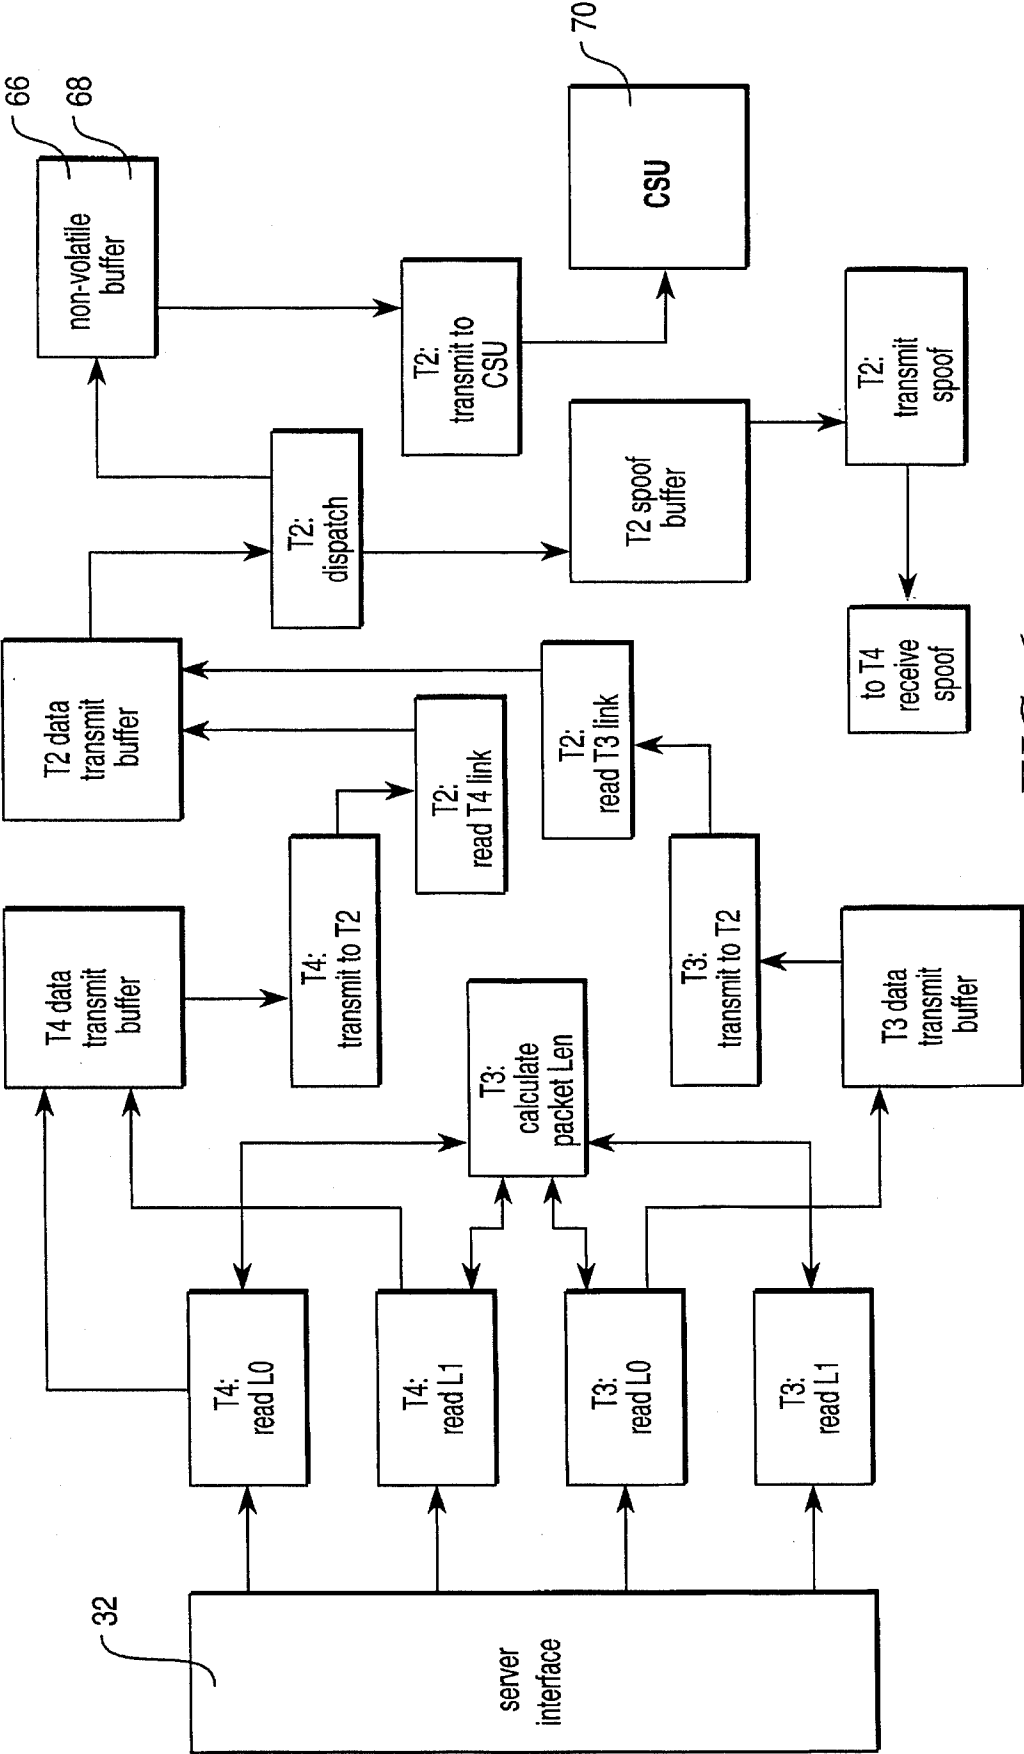 32
server
interface
T4:
read L0
T4:
read L1
T3:
read L0
T3:
read L1
T4 data
transmit
buffer
T3:
calculate
packet Len
T3 data
transmit
buffer
T4:
transmit to T2
T3:
transmit to T2
T2 data
transmit
buffer
T2:
read T4 link
T2:
read T3 link
T2:
dispatch
T2 spoof
buffer
to T4
receive
spoof
non-volatile
buffer
66
68
T2:
transmit to
CSU
CSU
70
T2:
transmit
spoof